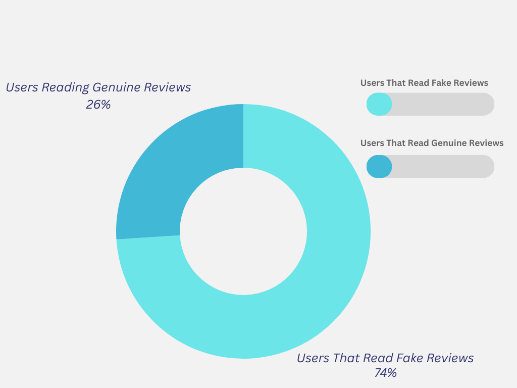 Users Reading Genuine Reviews
26%
Users That Read Fake Reviews
Users That Read Genuine Reviews
Users That Read Fake Reviews
74%